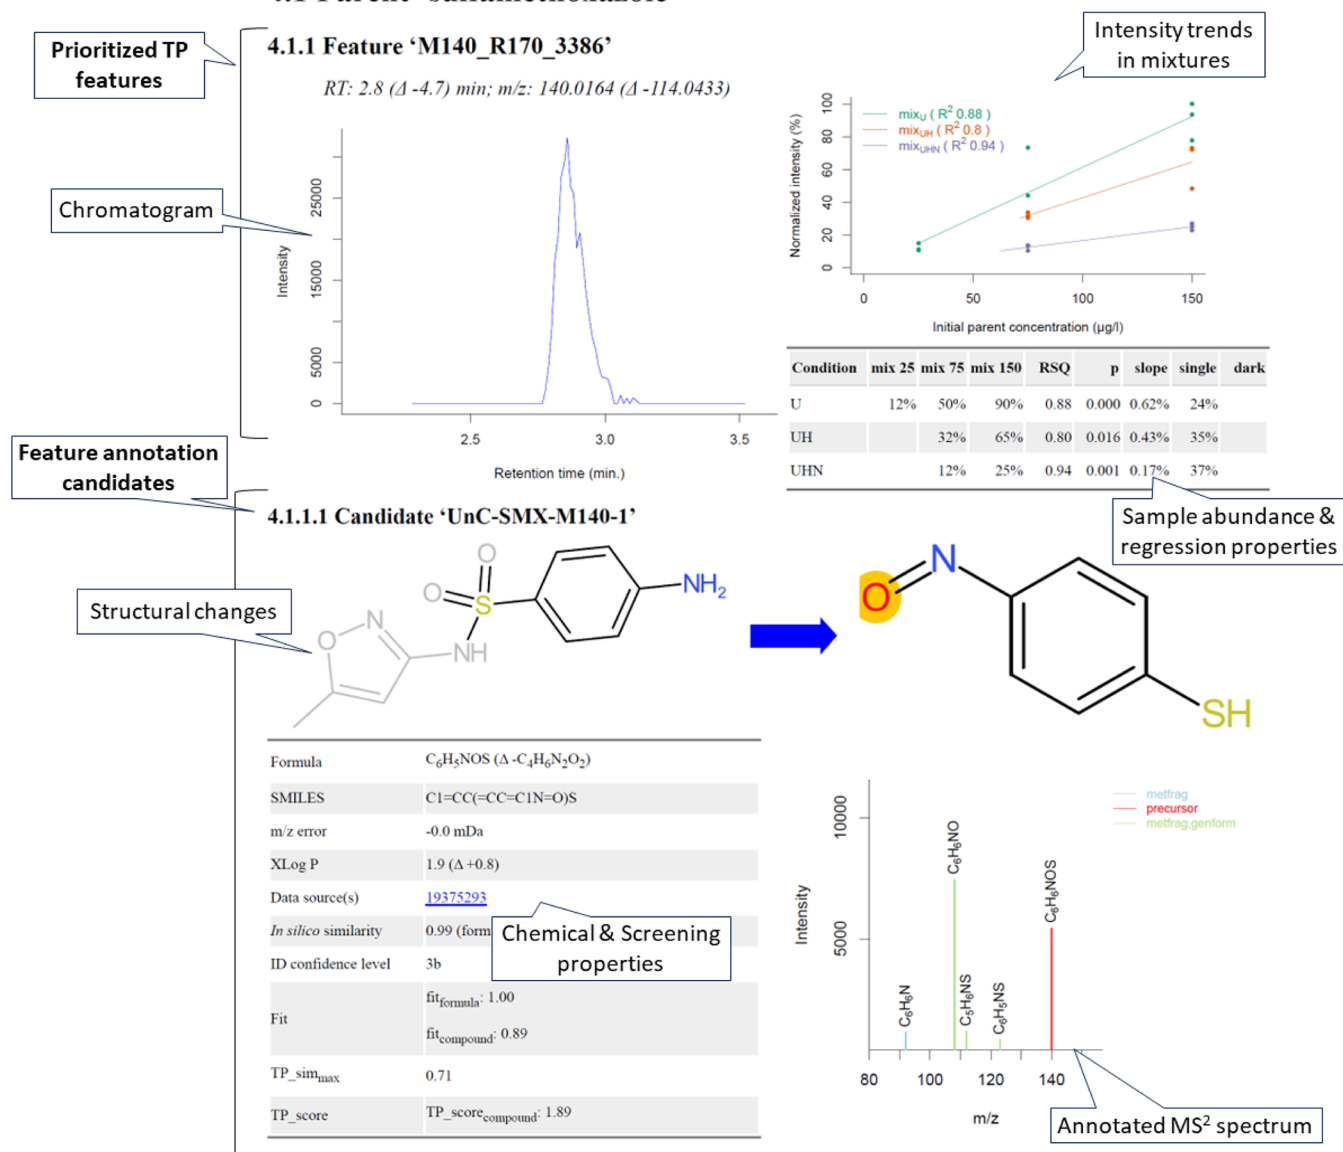 4.1 Parent ‘sulfamethoxazole’
Prioritized TP
features
4.1.1 Feature ‘M140_R170_3386’
RT: 2.8 (Δ -4.7) min; m/z: 140.0164 (Δ -114.0433)
Chromatogram
Intensity
0
5000
15000
25000
2.5
3.0
3.5
Retention time (min.)
Intensity trends
in mixtures
mixU ( R2 0.88 )
mixUH ( R2 0.8 )
mixUHN ( R2 0.94 )
Normalized intensity (%)
100
80
60
40
20
0
0
50
100
150
Initial parent concentration (µg/l)
Condition mix 25 mix 75 mix 150 RSQ p slope single dark
U 12% 50% 90% 0.88 0.000 0.62% 24%
UH 32% 65% 0.80 0.016 0.43% 35%
UHN 12% 25% 0.94 0.001 0.17% 37%
Sample abundance &
regression properties
Feature annotation
candidates
4.1.1.1 Candidate ‘UnC-SMX-M140-1’
Structural changes
O
O
S
NH2
N
O
NH
O
N
SH
Formula C6H5NOS (Δ -C4H6N2O2)
SMILES C1=CC(=CC=C1N=O)S
m/z error -0.0 mDa
XLog P 1.9 (Δ +0.8)
Data source(s) 19375293
In silico similarity 0.99 (form
ID confidence level 3b
Fit fitformula: 1.00
fitcompound: 0.89
TP_simmax 0.71
TP_score TP_scorecompound: 1.89
Chemical & Screening
properties
metfrag
precursor
metfrag,genform
Intensity
10000
5000
C6H6N
C6H6NO
C5H6NS
C6H5NS
C6H6NOS
80
100
120
140
m/z
Annotated MS2 spectrum